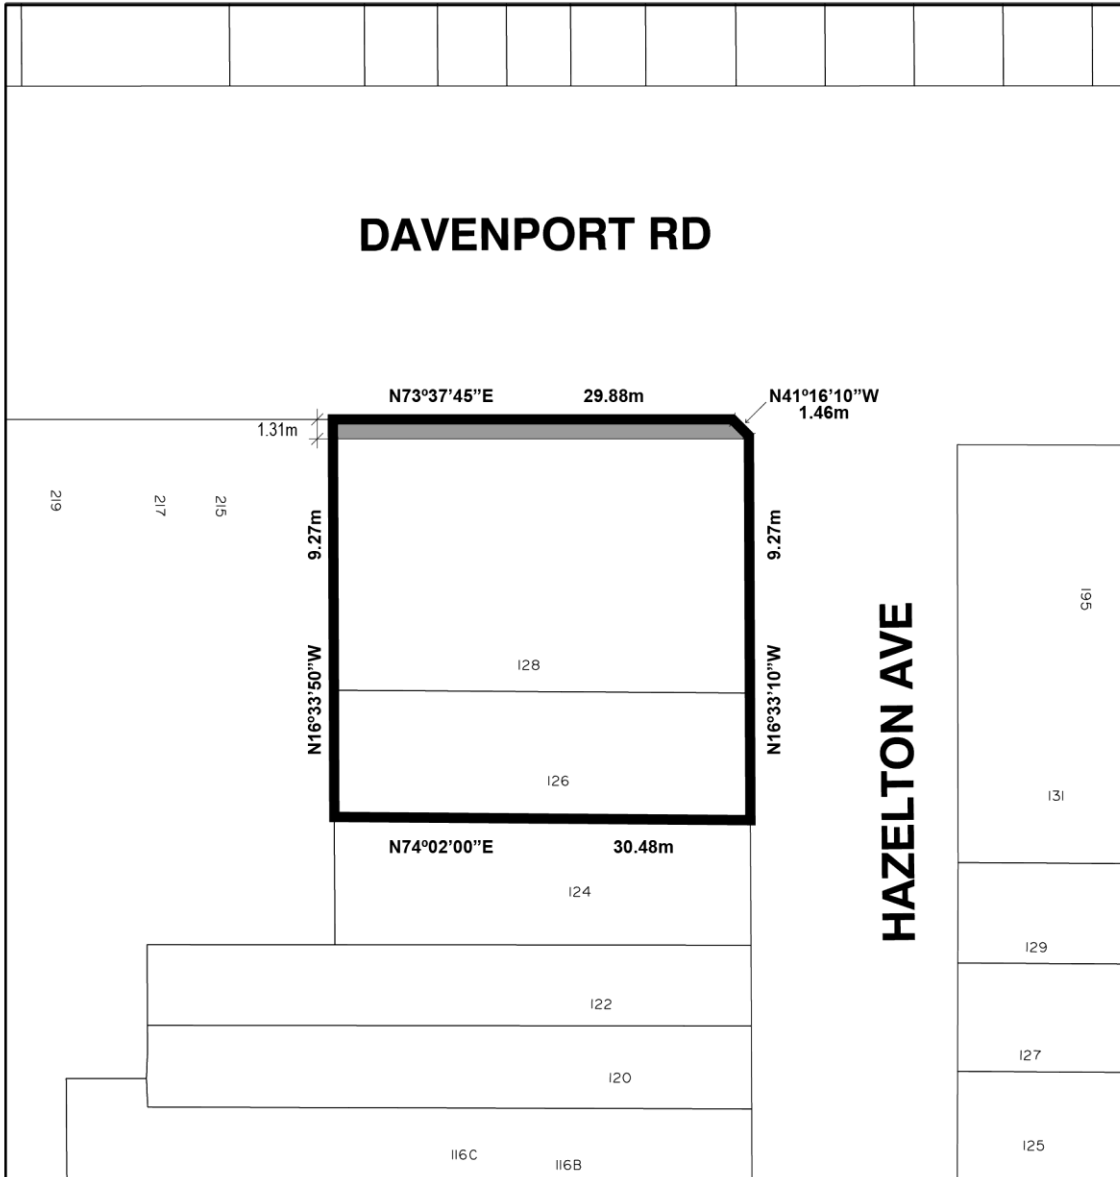 DAVENPORT RD
N73º37'45”E 29.88m N41º16'10”W
1.46m
1.31m
219 217 215
9.27m
9.27m
195
HAZELTON AVE
N16º33'50”W
N16º33'10”W
128
126
131
N74º02'00”E 30.48m
124
129
122
127
120
125
116C
116B